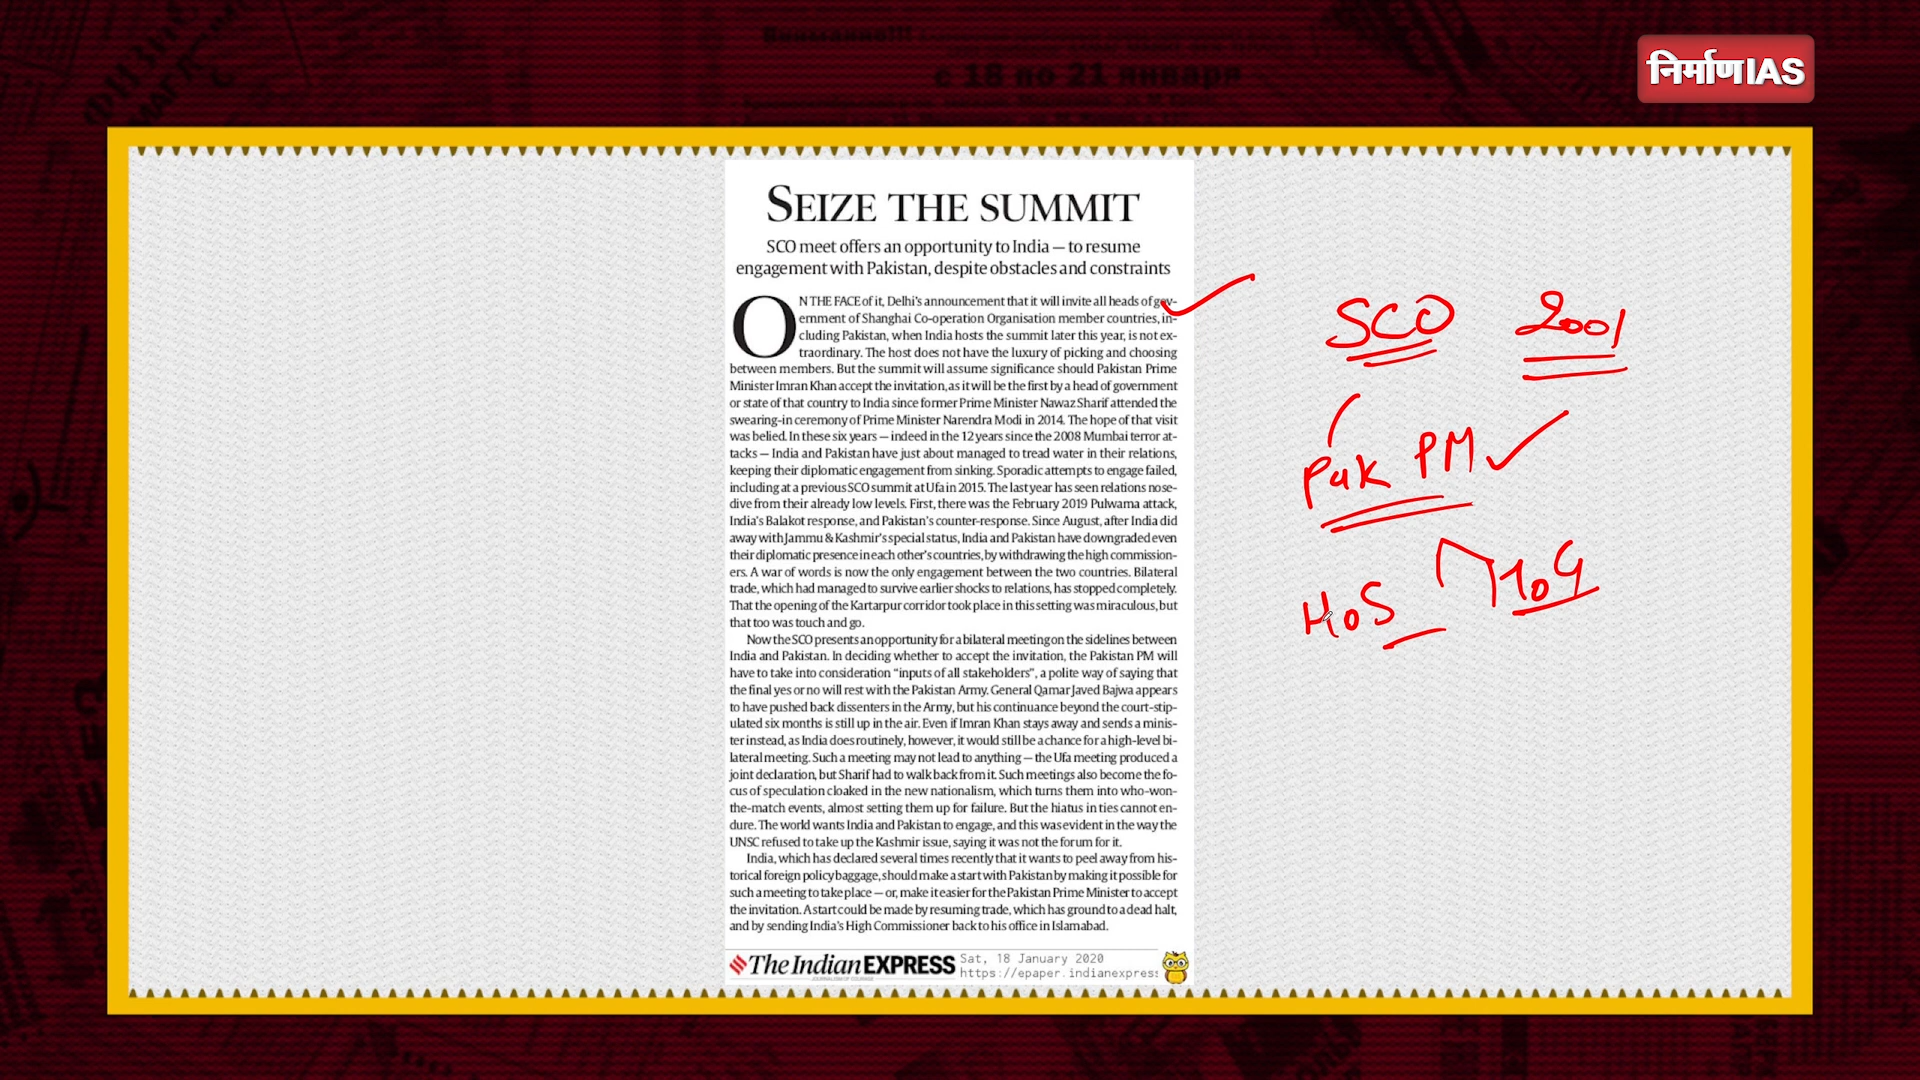 Внимание!!!
с 18 по 21 января
निर्माण IAS
SEIZE THE SUMMIT
SCO meet offers an opportunity to India — to resume
engagement with Pakistan, despite obstacles and constraints
ON THE FACE of it, Delhi's announcement that it will invite all heads of gov-
ernment of Shanghai Co-operation Organisation member countries, in-
cluding Pakistan, when India hosts the summit later this year, is not ex-
traordinary. The host does not have the luxury of picking and choosing
between members. But the summit will assume significance should Pakistan Prime
Minister Imran Khan accept the invitation, as it will be the first by a head of government
or state of that country to India since former Prime Minister Nawaz Sharif attended the
swearing-in ceremony of Prime Minister Narendra Modi in 2014. The hope of that visit
was belied. In these six years — indeed in the 12 years since the 2008 Mumbai terror at-
tacks — India and Pakistan have just about managed to tread water in their relations,
keeping their diplomatic engagement from sinking. Sporadic attempts to engage failed,
including at a previous SCO summit at Ufa in 2015. The last year has seen relations nose-
dive from their already low levels. First, there was the February 2019 Pulwama attack,
India's Balakot response, and Pakistan's counter-response. Since August, after India did
away with Jammu & Kashmir's special status, India and Pakistan have downgraded even
their diplomatic presence in each other's countries, by withdrawing the high commission-
ers. A war of words is now the only engagement between the two countries. Bilateral
trade, which had managed to survive earlier shocks to relations, has stopped completely.
That the opening of the Kartarpur corridor took place in this setting was miraculous, but
that too was touch and go.
Now the SCO presents an opportunity for a bilateral meeting on the sidelines between
India and Pakistan. In deciding whether to accept the invitation, the Pakistan PM will
have to take into consideration "inputs of all stakeholders", a polite way of saying that
the final yes or no will rest with the Pakistan Army. General Qamar Javed Bajwa appears
to have pushed back dissenters in the Army, but his continuance beyond the court-stip-
ulated six months is still up in the air. Even if Imran Khan stays away and sends a minis-
ter instead, as India does routinely, however, it would still be a chance for a high-level bi-
lateral meeting. Such a meeting may not lead to anything — the Ufa meeting produced a
joint declaration, but Sharif had to walk back from it. Such meetings also become the fo-
cus of speculation cloaked in the new nationalism, which turns them into who-won-
the-match events, almost setting them up for failure. But the hiatus in ties cannot en-
dure. The world wants India and Pakistan to engage, and this was evident in the way the
UNSC refused to take up the Kashmir issue, saying it was not the forum for it.
India, which has declared several times recently that it wants to peel away from his-
torical foreign policy baggage, should make a start with Pakistan by making it possible for
such a meeting to take place — or, make it easier for the Pakistan Prime Minister to accept
the invitation. A start could be made by resuming trade, which has ground to a dead halt,
and by sending India's High Commissioner back to his office in Islamabad.
The Indian EXPRESS
Sat, 18 January 2020
https://epaper.indianexpress
SCO 2001
Pak PM
HoS HoG